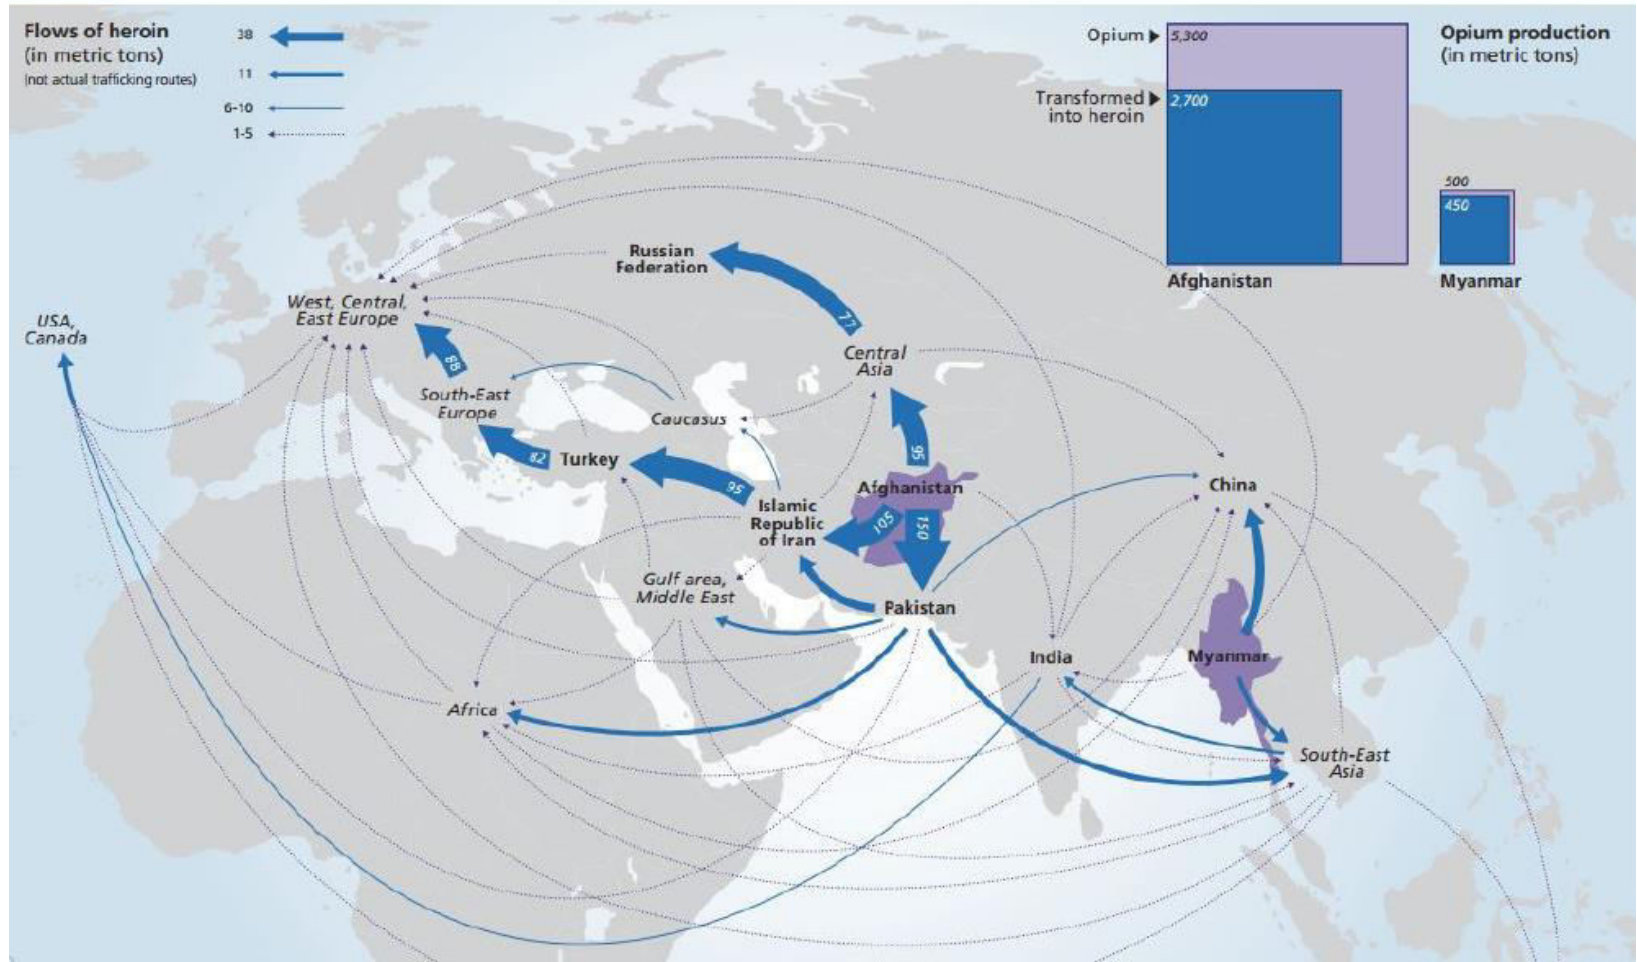 Flows of heroin
(in metric tons)
(not actual trafficking routes)
38
11
6-10
1-5
Opium
5,300
Transformed
into heroin
2,700
Afghanistan
Opium production
(in metric tons)
500
450
Myanmar
Russian
Federation
West, Central,
East Europe
USA,
Canada
77
Central
Asia
88
South-East
Europe
Caucasus
82
Turkey
95
95
Afghanistan
Islamic
Republic
of Iran
105
150
China
Gulf area,
Middle East
Pakistan
India
Myanmar
Africa
South-East
Asia